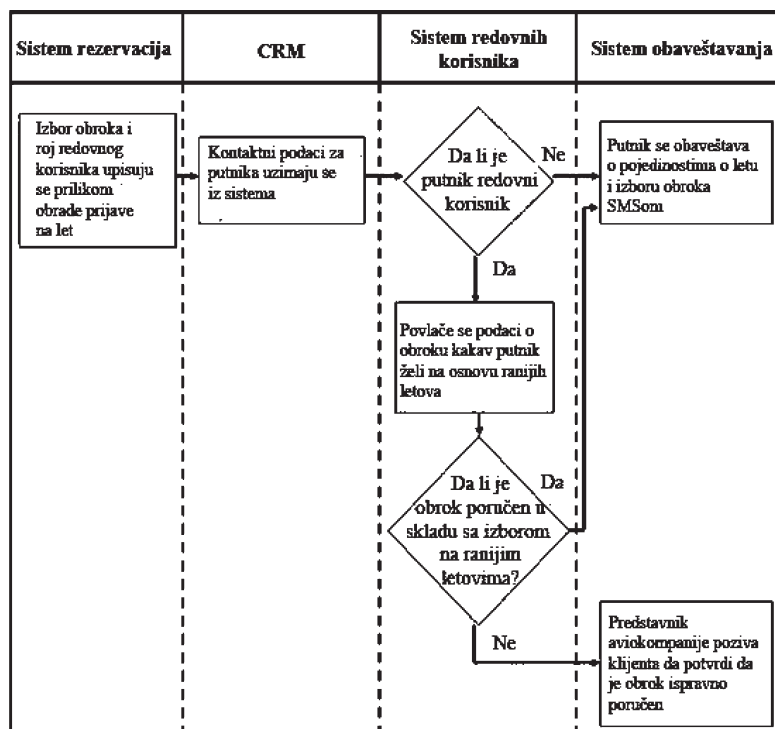 Sistem rezervacija
CRM
Sistem redovnih
korisnika
Sistem obaveštavanja
Izbor obroka i
roj redovnog
korisnika upisuju
se prilikom
obrade prijave
na let
Kontaktni podaci za
putnika uzimaju se
iz sistema
Da li je
putnik redovni
korisnik
Ne
Putnik se obaveštava
o pojedinostima o letu
i izboru obroka
SMSom
Da
Povlače se podaci o
obroku kakav putnik
želi na osnovu ranijih
letova
Da li je
obrok poručen u
skladu sa izborom
na ranijim
letovima?
Da
Ne
Predstavnik
aviokompanije poziva
klijenta da potvrdi da
je obrok ispravno
poručen